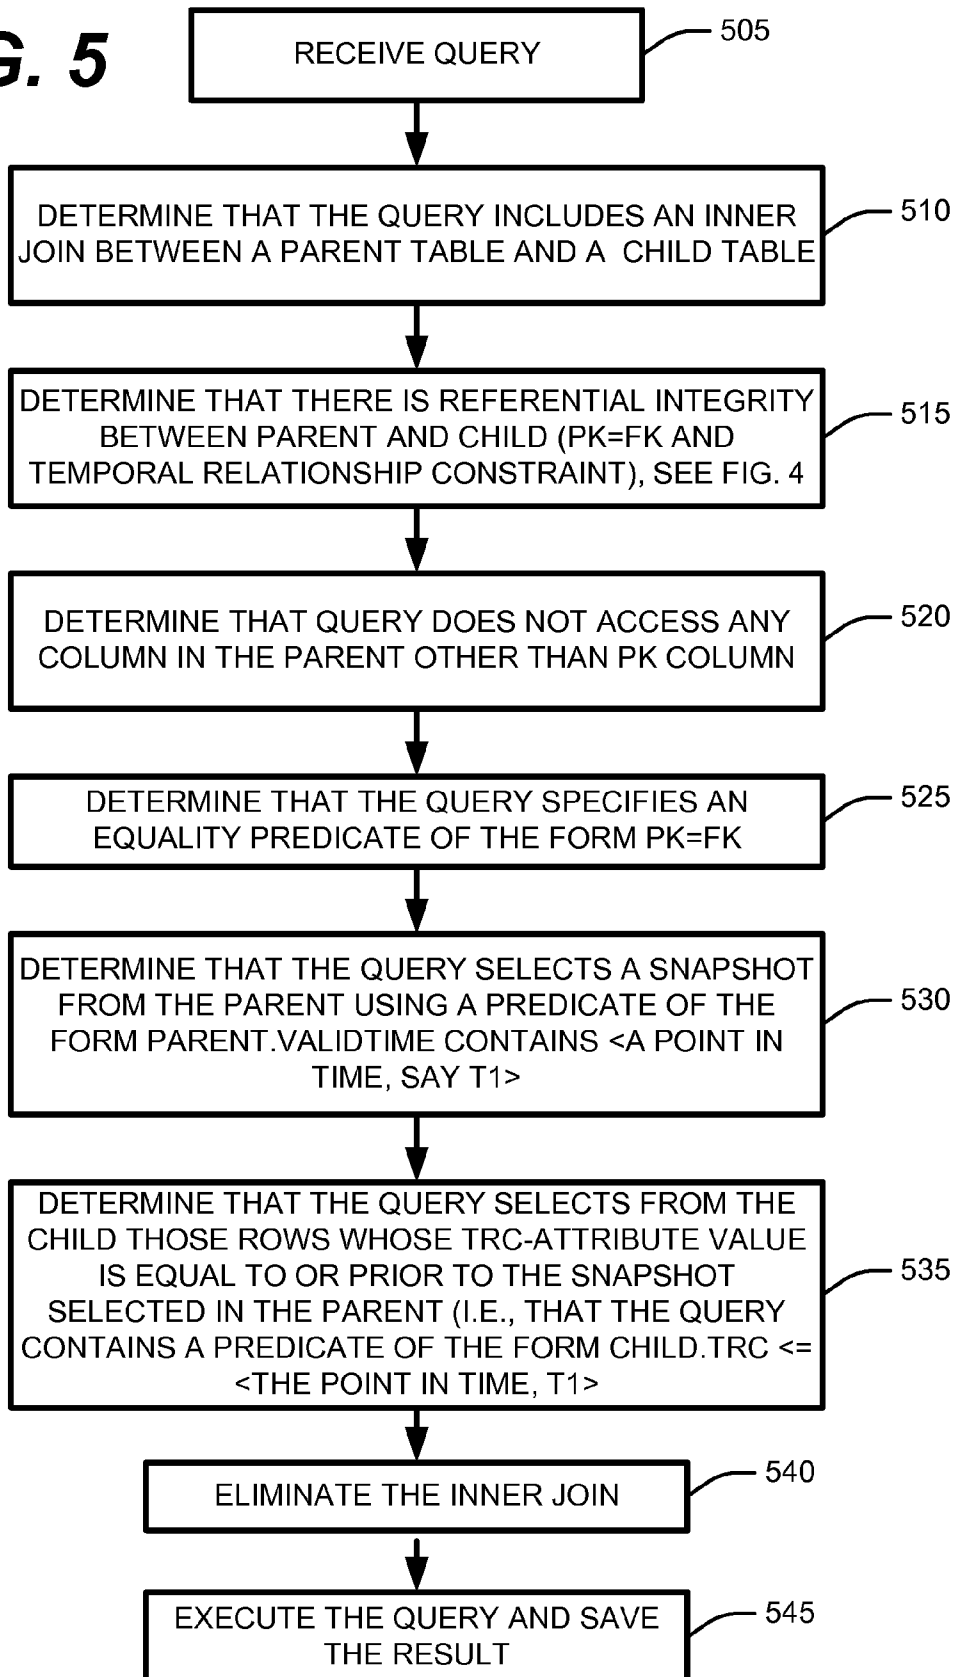 G. 5
RECEIVE QUERY
505
DETERMINE THAT THE QUERY INCLUDES AN INNER
JOIN BETWEEN A PARENT TABLE AND A CHILD TABLE
510
DETERMINE THAT THERE IS REFERENTIAL INTEGRITY
BETWEEN PARENT AND CHILD (PK=FK AND
TEMPORAL RELATIONSHIP CONSTRAINT), SEE FIG. 4
515
DETERMINE THAT QUERY DOES NOT ACCESS ANY
COLUMN IN THE PARENT OTHER THAN PK COLUMN
520
DETERMINE THAT THE QUERY SPECIFIES AN
EQUALITY PREDICATE OF THE FORM PK=FK
525
DETERMINE THAT THE QUERY SELECTS A SNAPSHOT
FROM THE PARENT USING A PREDICATE OF THE
FORM PARENT.VALIDTIME CONTAINS <A POINT IN
TIME, SAY T1>
530
DETERMINE THAT THE QUERY SELECTS FROM THE
CHILD THOSE ROWS WHOSE TRC-ATTRIBUTE VALUE
IS EQUAL TO OR PRIOR TO THE SNAPSHOT
SELECTED IN THE PARENT (I.E., THAT THE QUERY
CONTAINS A PREDICATE OF THE FORM CHILD.TRC <=
<THE POINT IN TIME, T1>
535
ELIMINATE THE INNER JOIN
540
EXECUTE THE QUERY AND SAVE
THE RESULT
545